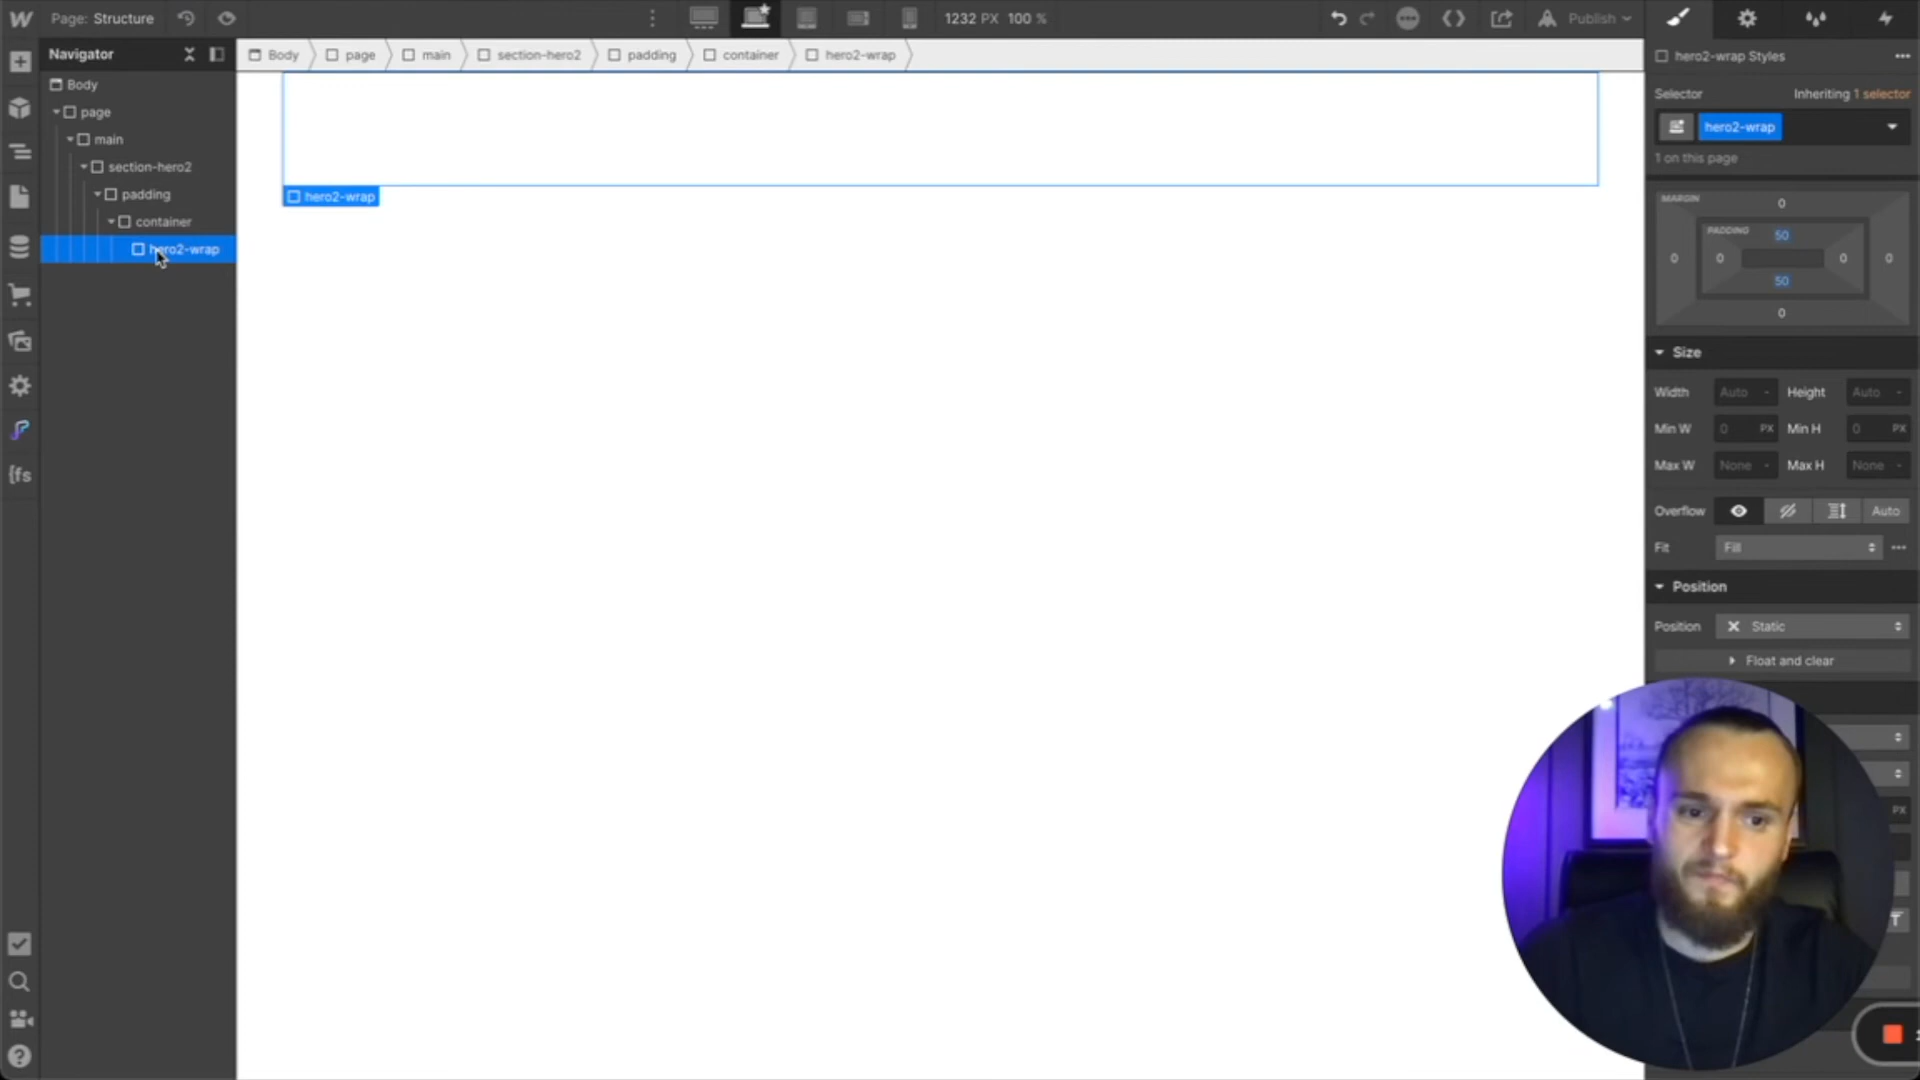 Page: Structure
1232 PX 100 %
Publish
Navigator
Body
page
main
section-hero2
padding
container
hero2-wrap
Body
page
main
section-hero2
padding
container
hero2-wrap
hero2-wrap
hero2-wrap Styles
Selector
Inheriting 1 selector
hero2-wrap
1 on this page
MARGIN
0
PADDING
50
0
0
0
0
50
0
Size
Width Auto - Height Auto -
Min W 0 PX Min H 0 PX
Max W None - Max H None -
Overflow Auto
Fit Fill
Position
Position Static
Float and clear
PX
{fs